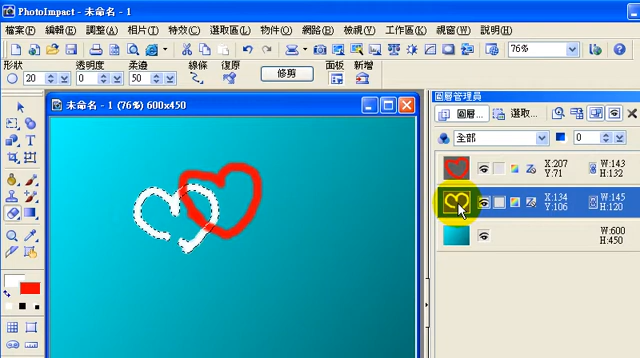 PhotoImpact - 未命名 - 1
檔案(F) 編輯(E) 調整(A) 相片(T) 特效(C) 選取區(L) 物件(O) 網路(B) 檢視(V) 工作區(K) 視窗(W) 說明(H)
76%
形狀 透明度 柔邊 線條 復原 面板 新增
20 0 50 修剪
未命名 - 1 (76%) 600x450
圖層管理員
圖層... 選取...
全部 0
X:207 W:143
Y:71 H:132
X:134 W:145
Y:106 H:120
W:600
H:450